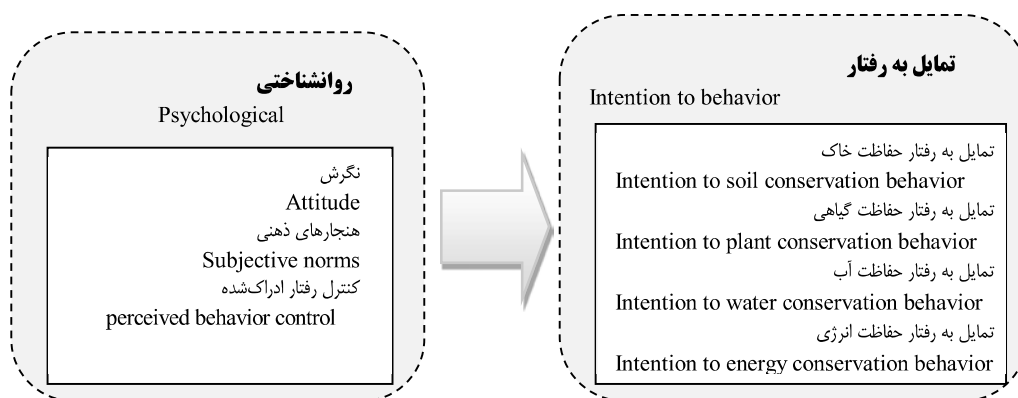 روانشناختی
Psychological
نگرش
Attitude
هنجارهای ذهنی
Subjective norms
کنترل رفتار ادراک‌شده
perceived behavior control
تمایل به رفتار
Intention to behavior
تمایل به رفتار حفاظت خاک
Intention to soil conservation behavior
تمایل به رفتار حفاظت گیاهی
Intention to plant conservation behavior
تمایل به رفتار حفاظت آب
Intention to water conservation behavior
تمایل به رفتار حفاظت انرژی
Intention to energy conservation behavior